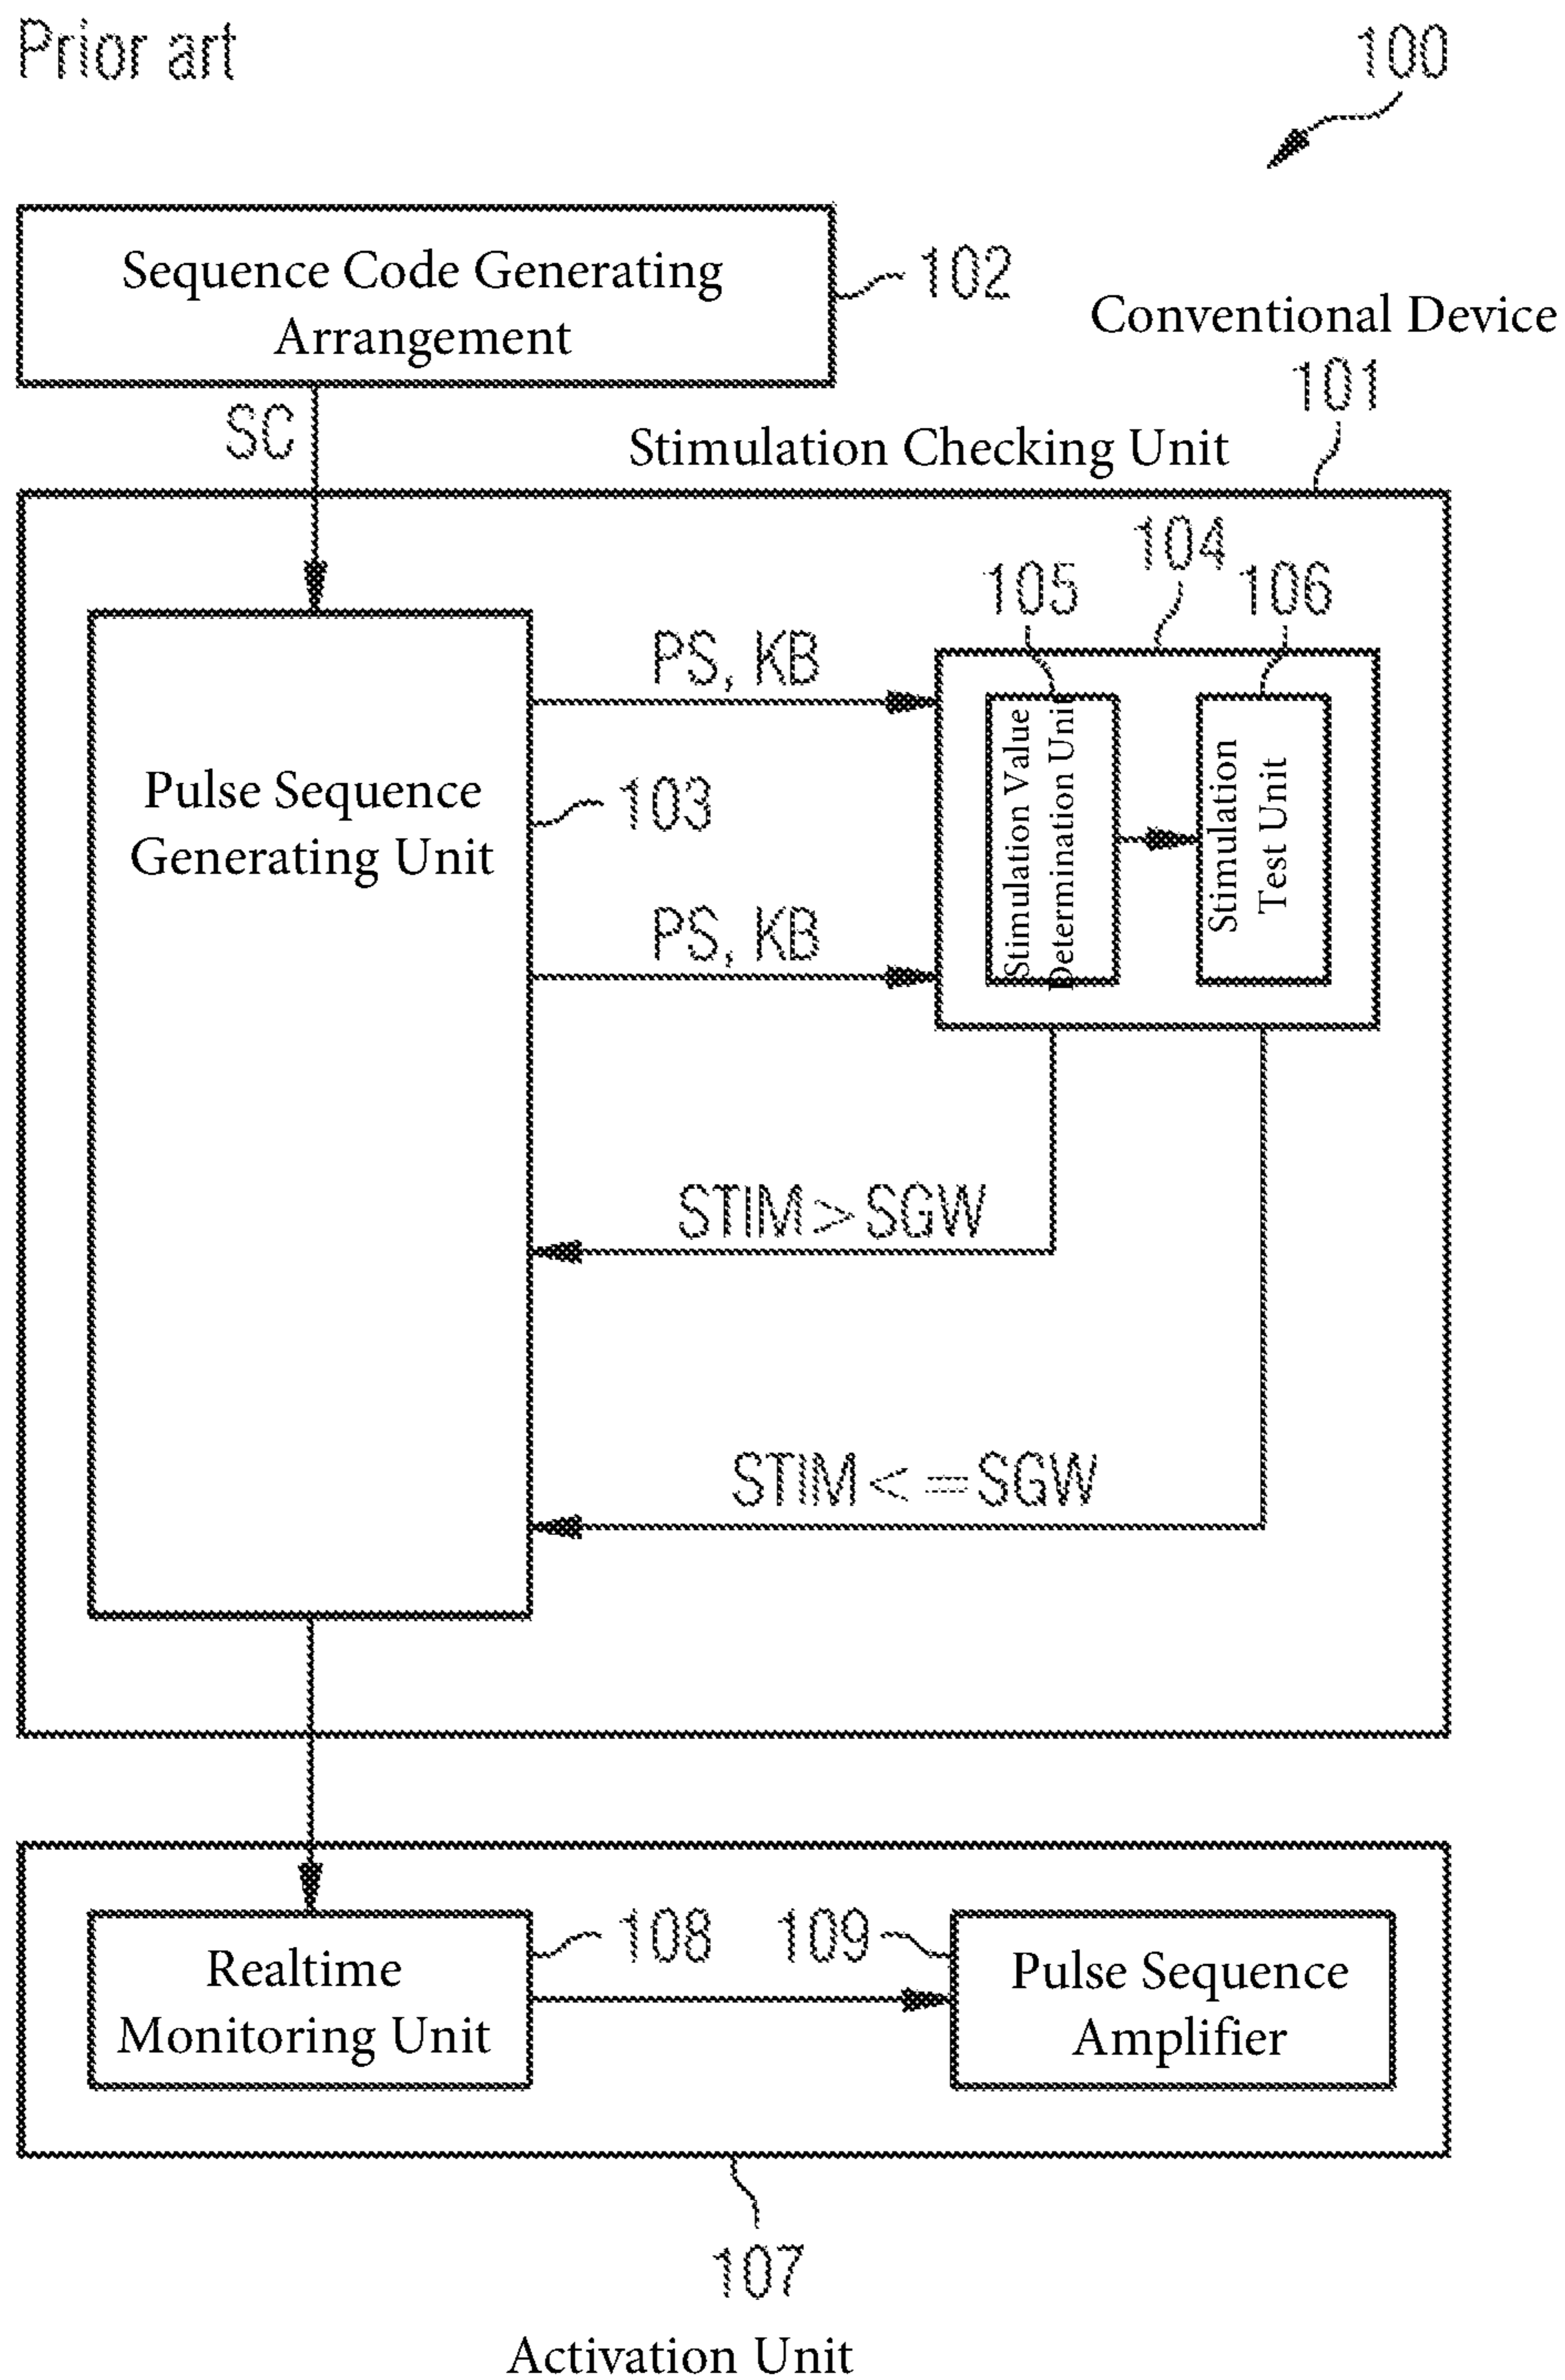 Prior art
100
Sequence Code Generating
Arrangement
102
Conventional Device
101
SC
Stimulation Checking Unit
104
105
106
PS, KB
Stimulation Value
Determination Unit
Stimulation
Test Unit
Pulse Sequence
Generating Unit
103
PS, KB
STIM>SGW
STIM< =SGW
Realtime
Monitoring Unit
108
109
Pulse Sequence
Amplifier
107
Activation Unit